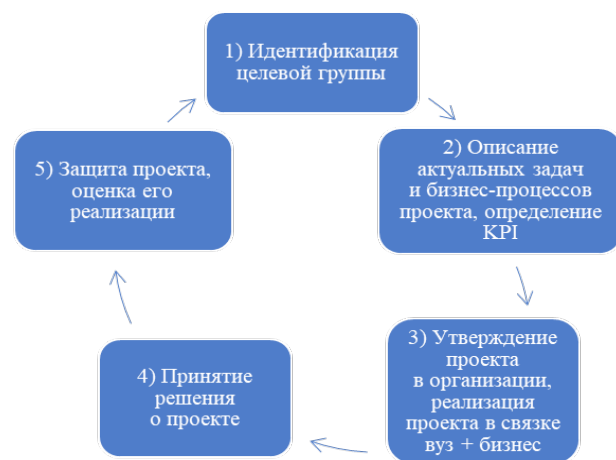 1) Идентификация
целевой группы
2) Описание
актуальных задач
и бизнес-процессов
проекта, определение
KPI
3) Утверждение
проекта
в организации,
реализация
проекта в связке
вуз + бизнес
4) Принятие
решения
о проекте
5) Защита проекта,
оценка его
реализации